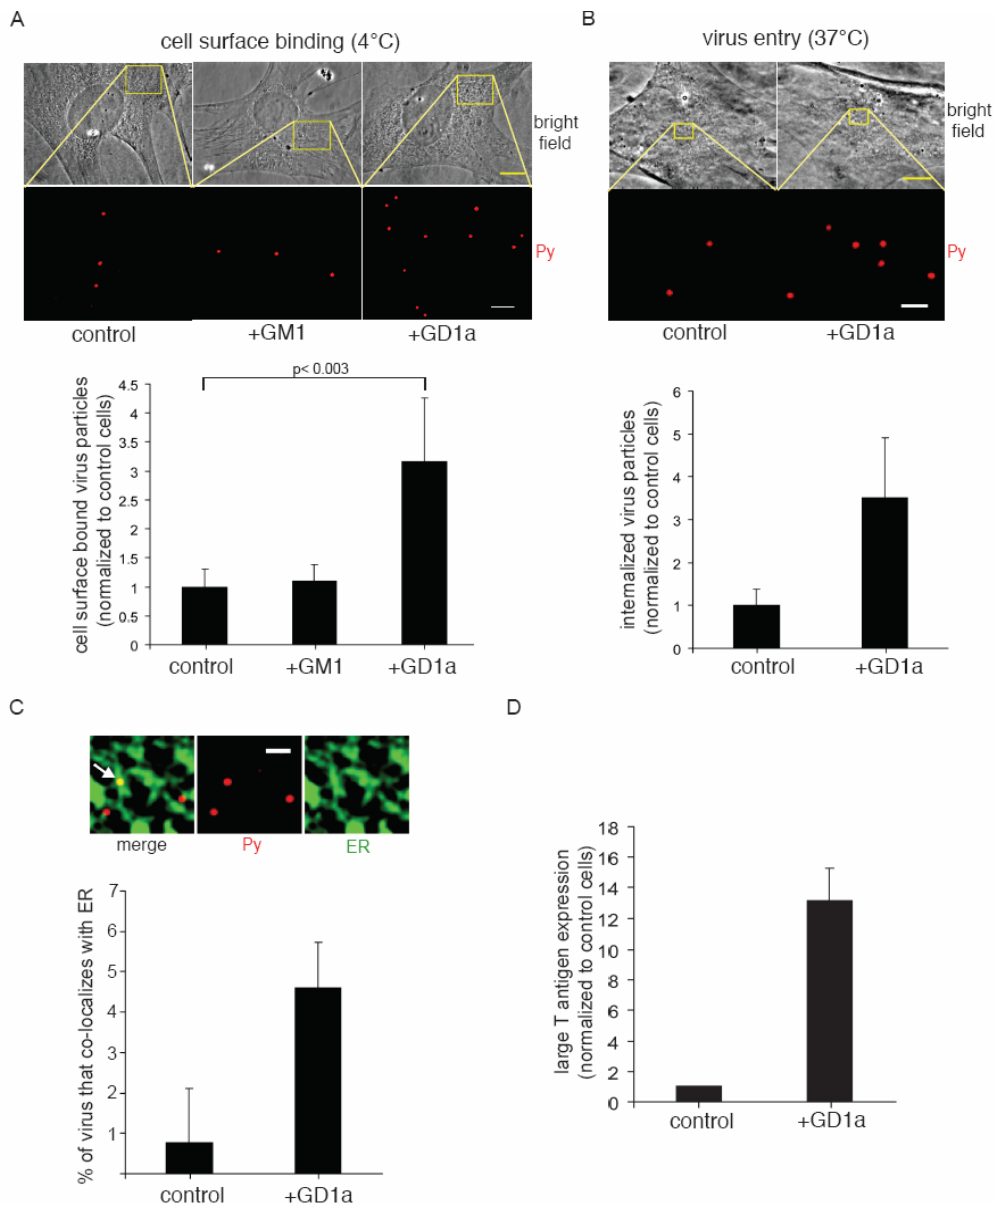 A
cell surface binding (4°C)
bright
field
Py
control
+GM1
+GD1a
p< 0.003
cell surface bound virus particles
(normalized to control cells)
4.5
4
3.5
3
2.5
2
1.5
1
0.5
0
control
+GM1
+GD1a
B
virus entry (37°C)
bright
field
Py
control
+GD1a
internalized virus particles
(normalized to control cells)
6
5
4
3
2
1
0
control
+GD1a
C
merge
Py
ER
% of virus that co-localizes with ER
7
6
5
4
3
2
1
control
+GD1a
D
large T antigen expression
(normalized to control cells)
18
16
14
12
10
8
6
4
2
0
control
+GD1a